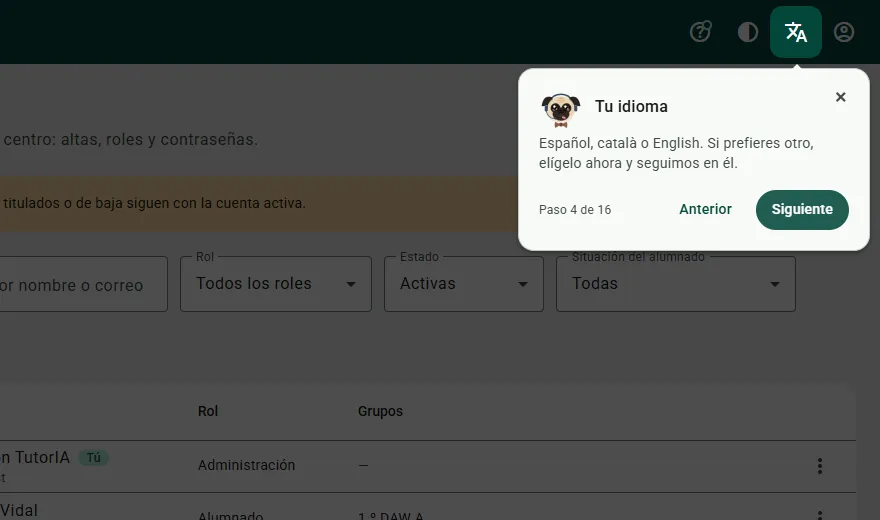 Tu idioma
Español, català o English. Si prefieres otro,
elígelo ahora y seguimos en él.
Paso 4 de 16
Anterior
Siguiente
centro: altas, roles y contraseñas.
titulados o de baja siguen con la cuenta activa.
or nombre o correo
Rol
Todos los roles
Estado
Activas
Situación del alumnado
Todas
Rol
Grupos
n TutorIA
Tú
Administración
—
Vidal
Alumnado
1.º DAW A